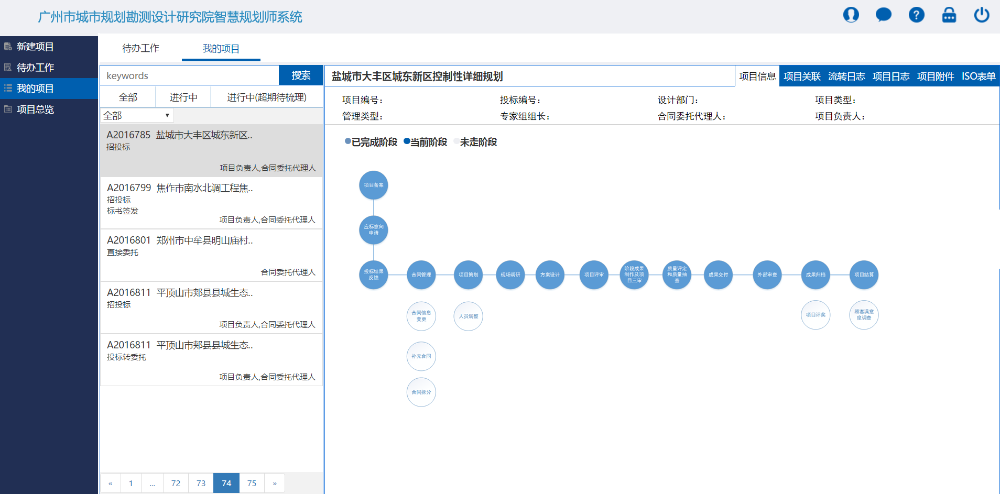 广州市城市规划勘测设计研究院智慧规划师系统
新建项目
待办工作
我的项目
项目总览
待办工作 我的项目
keywords 搜索
全部 进行中 进行中(超期待梳理)
全部
A2016785 盐城市大丰区城东新区..
招投标
项目负责人,合同委托代理人
A2016799 焦作市南水北调工程焦..
招投标
标书签发
项目负责人,合同委托代理人
A2016801 郑州市中牟县明山庙村..
直接委托
合同委托代理人
A2016811 平顶山市郏县县城生态..
招投标
项目负责人,合同委托代理人
A2016811 平顶山市郏县县城生态..
投标转委托
项目负责人,合同委托代理人
« 1 ... 72 73 74 75 »
盐城市大丰区城东新区控制性详细规划 项目信息 项目关联 流转日志 项目日志 项目附件 ISO表单
项目编号： 投标编号： 设计部门： 项目类型：
管理类型： 专家组组长： 合同委托代理人： 项目负责人：
已完成阶段 当前阶段 未走阶段
项目备案
应标意向
申请
投标结果
反馈
合同管理
项目策划
现场调研
方案设计
项目评审
阶段成果
制作及项
目三审
质量评定
和质量抽
查
成果交付
外部审查
成果归档
项目结算
合同信息
变更
人员调整
项目评奖
顾客满意
度调查
补充合同
合同拆分